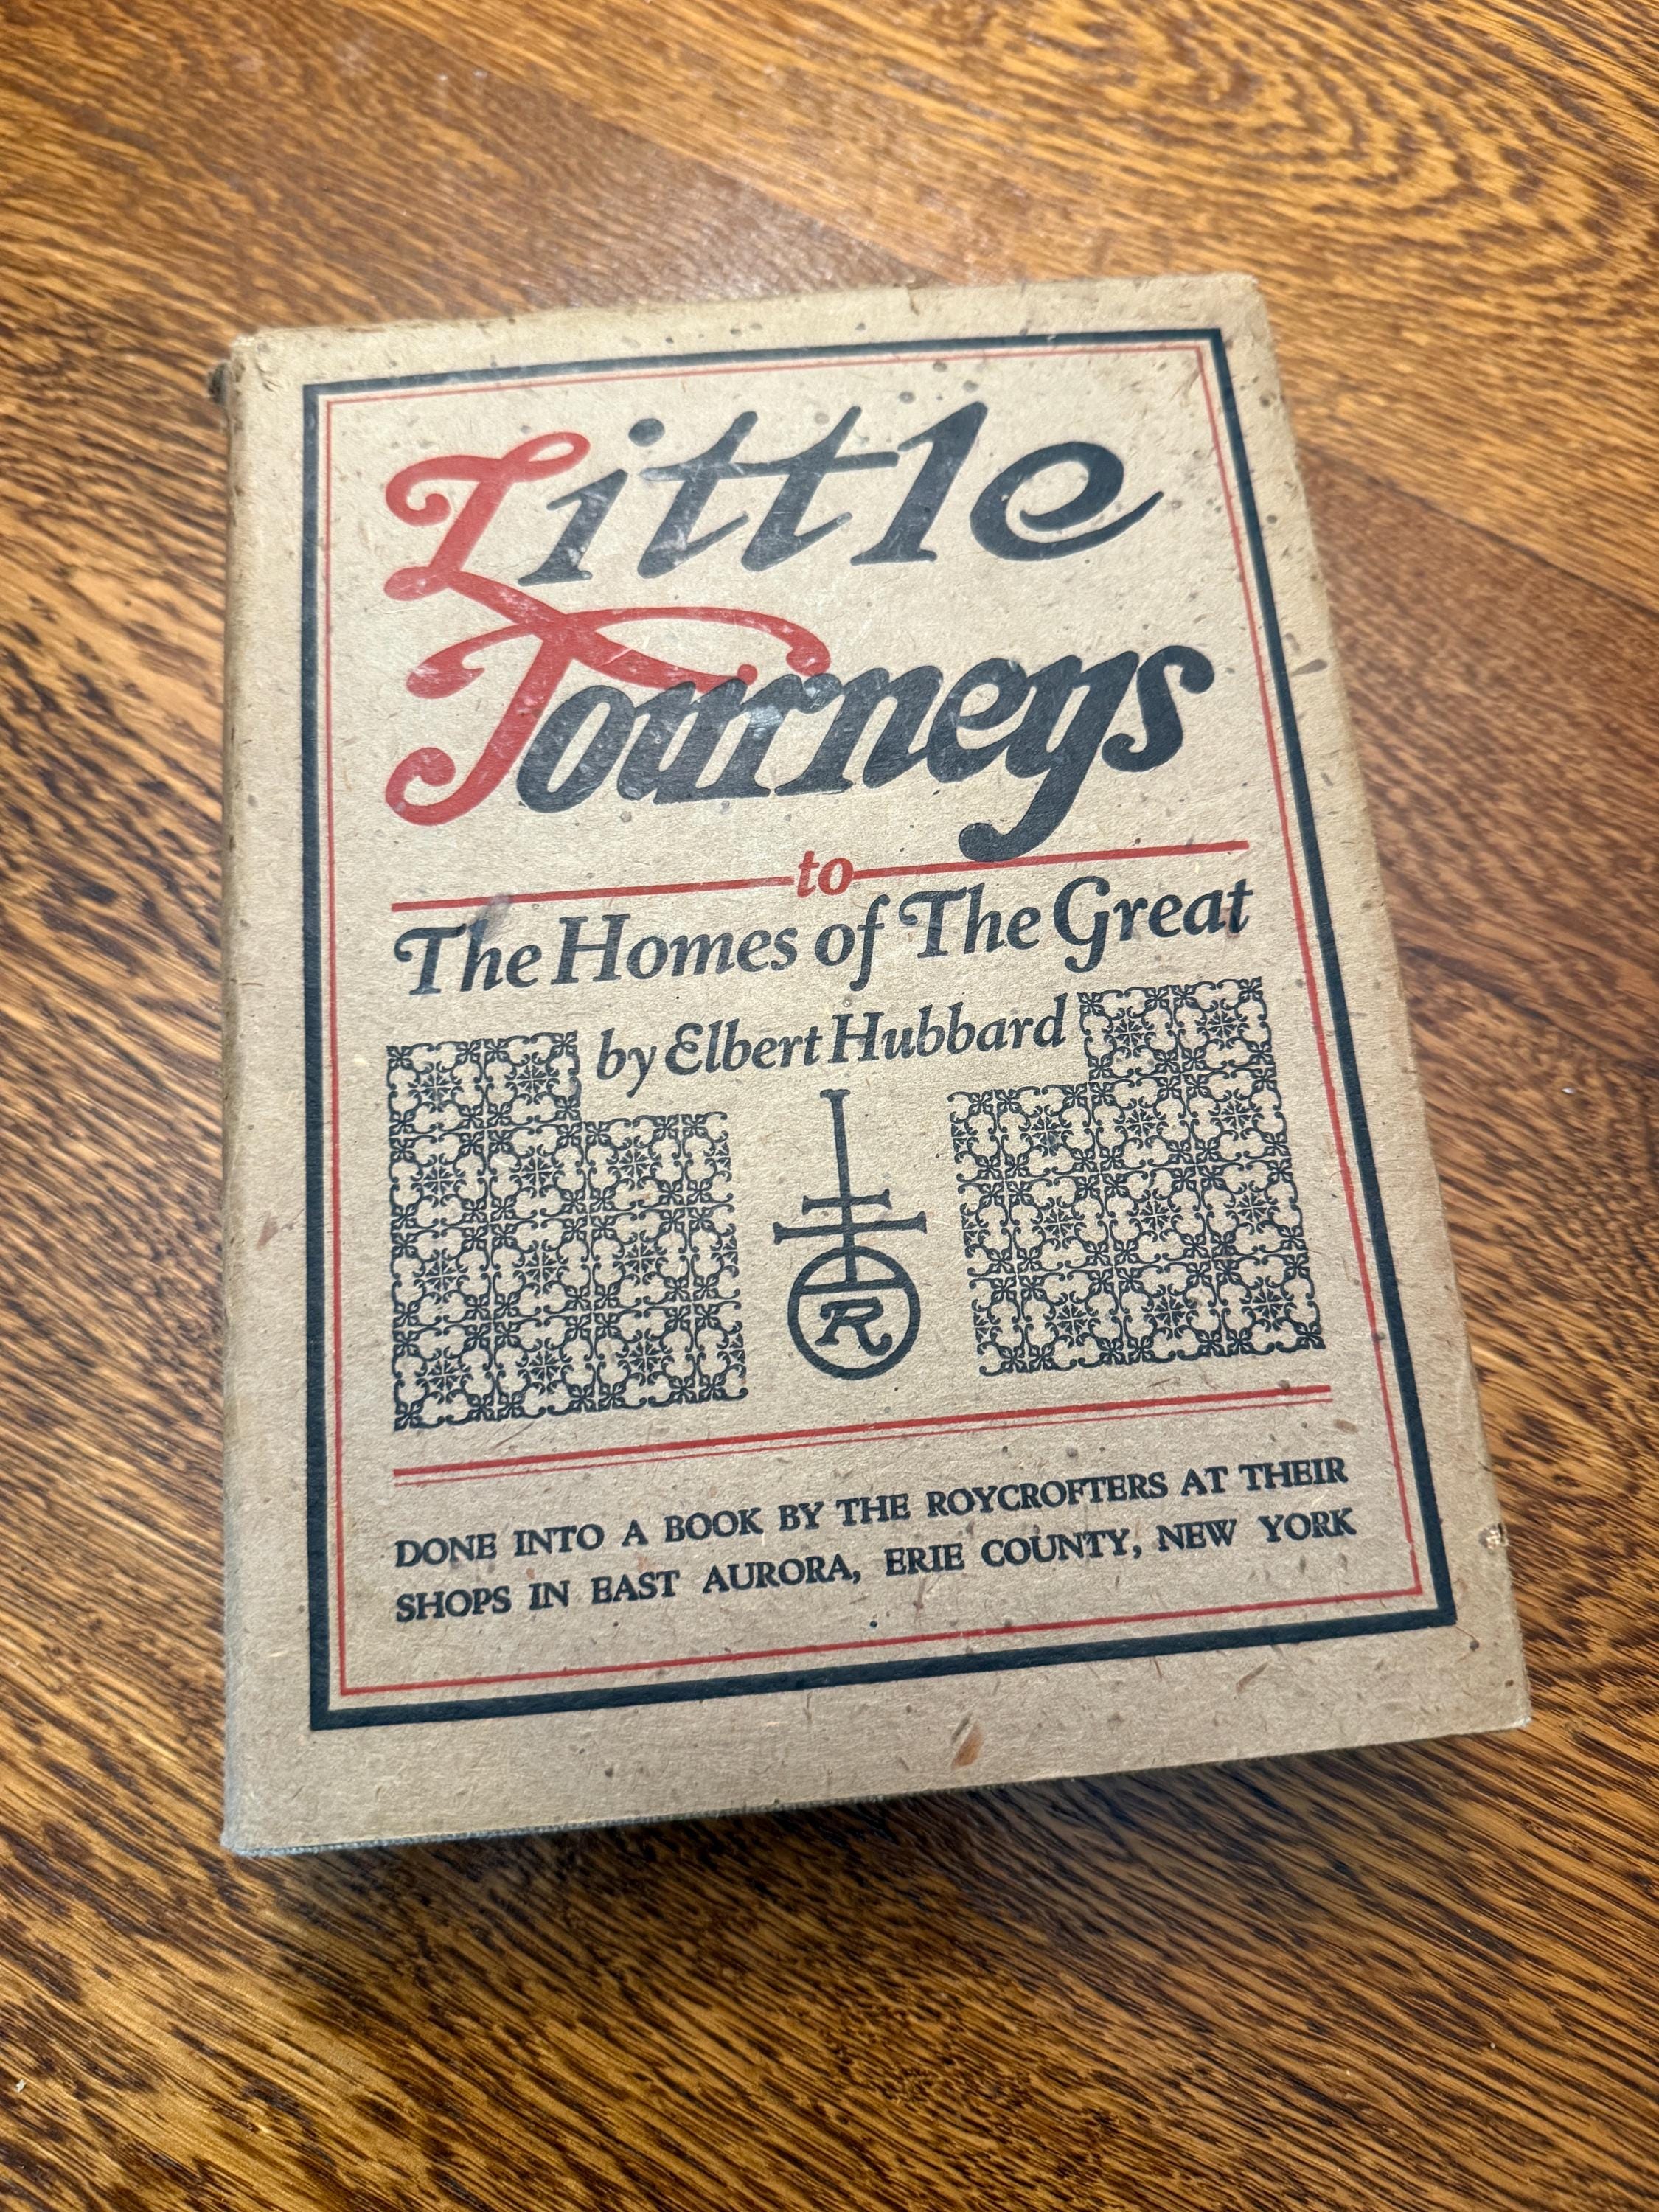 Little
Journeys
to
The Homes of The Great
by Elbert Hubbard
R
DONE INTO A BOOK BY THE ROYCROFTERS AT THEIR
SHOPS IN EAST AURORA, ERIE COUNTY, NEW YORK